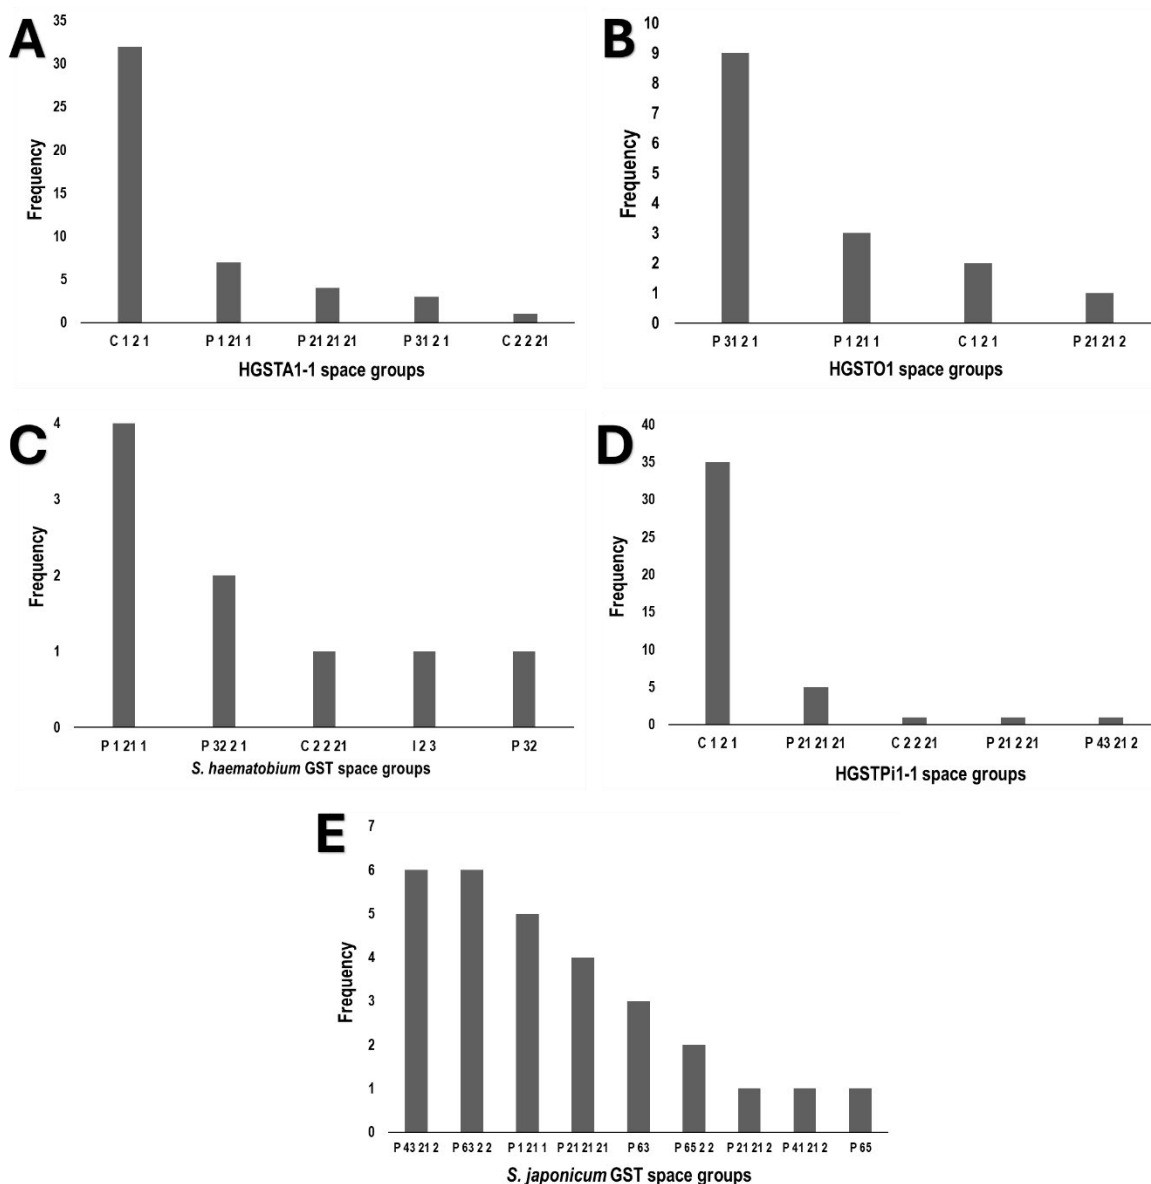 A
35
30
25
20
15
10
5
0
Frequency
C 1 2 1 P 1 21 1 P 21 21 21 P 31 2 1 C 2 2 21
HGSTA1-1 space groups
B
10
9
8
7
6
5
4
3
2
1
0
Frequency
P 31 2 1 P 1 21 1 C 1 2 1 P 21 21 2
HGSTO1 space groups
C
4
3
2
1
0
Frequency
P 1 21 1 P 32 2 1 C 2 2 21 I 2 3 P 32
S. haematobium GST space groups
D
40
35
30
25
20
15
10
5
0
Frequency
C 1 2 1 P 21 21 21 C 2 2 21 P 21 2 21 P 43 21 2
HGSTPi1-1 space groups
E
7
6
5
4
3
2
1
0
Frequency
P 43 21 2 P 63 2 2 P 1 21 1 P 21 21 21 P 63 P 65 2 2 P 21 21 2 P 41 21 2 P 65
S. japonicum GST space groups